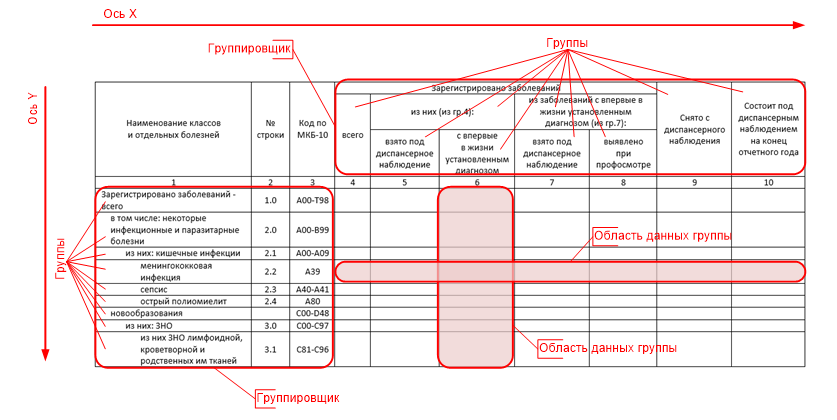 Ось X
Группировщик
Группы
Ось Y
Зарегистрировано заболеваний
Наименование классов
и отдельных болезней
№
строки
Код по
МКБ-10
всего
из них (из гр.4):
из заболеваний с впервые в
жизни установленным
диагнозом (из гр.7):
взято под
диспансерное
наблюдение
с впервые
в жизни
установленным
диагнозом
взято под
диспансерное
наблюдение
выявлено
при
профосмотре
Снято с
диспансерного
наблюдения
Состоит под
диспансерным
наблюдением
на конец
отчетного года
1 2 3 4 5 6 7 8 9 10
Зарегистрировано заболеваний -
всего 1.0 A00-T98
в том числе: некоторые
инфекционные и паразитарные
болезни 2.0 A00-B99
из них: кишечные инфекции 2.1 A00-A09
менингококковая
инфекция 2.2 A39
сепсис 2.3 A40-A41
острый полиомиелит 2.4 A80
новообразования C00-D48
из них: ЗНО 3.0 C00-C97
из них ЗНО лимфоидной,
кроветворной и
родственных им тканей 3.1 C81-C96
Группы
Область данных группы
Область данных группы
Группировщик